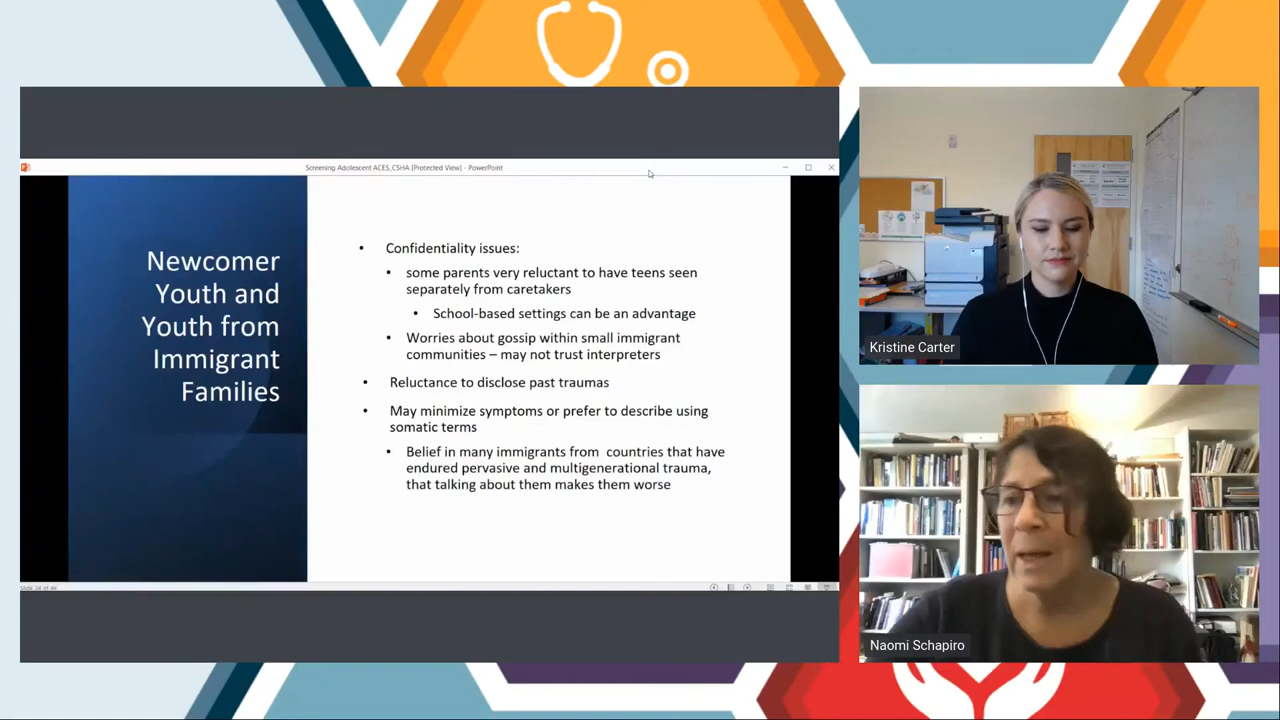 Screening Adolescent ACES_CSHA [Protected View] - PowerPoint
Newcomer
Youth and
Youth from
Immigrant
Families
• Confidentiality issues:
• some parents very reluctant to have teens seen
separately from caretakers
• School-based settings can be an advantage
• Worries about gossip within small immigrant
communities – may not trust interpreters
• Reluctance to disclose past traumas
• May minimize symptoms or prefer to describe using
somatic terms
• Belief in many immigrants from countries that have
endured pervasive and multigenerational trauma,
that talking about them makes them worse
Kristine Carter
Naomi Schapiro